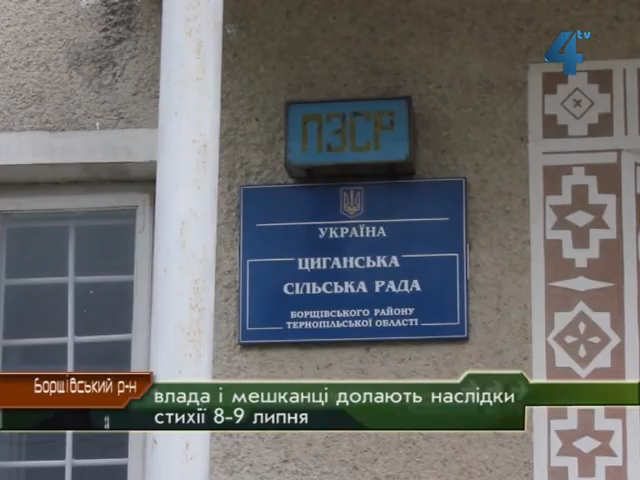 4 tv
ПЗСР
УКРАЇНА
ЦИГАНСЬКА
СІЛЬСЬКА РАДА
БОРЩІВСЬКОГО РАЙОНУ
ТЕРНОПІЛЬСЬКОЇ ОБЛАСТІ
Борщівський р-н
влада і мешканці долають наслідки
стихії 8-9 липня